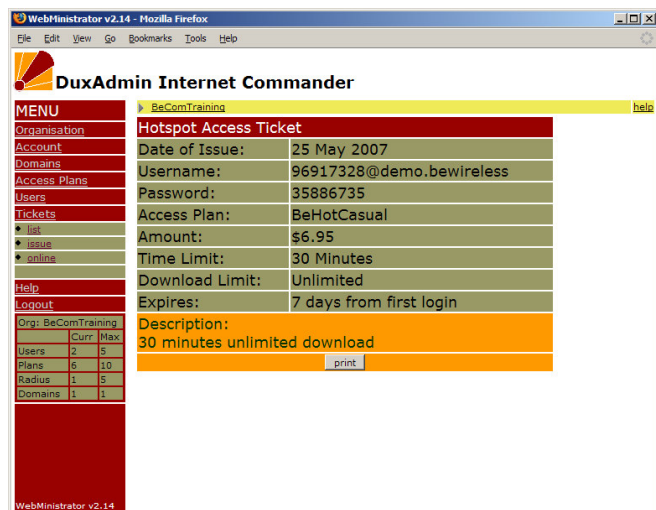 WebMinistrator v2.14 - Mozilla Firefox
File Edit View Go Bookmarks Tools Help
DuxAdmin Internet Commander
MENU
Organisation
Account
Domains
Access Plans
Users
Tickets
list
issue
online
Help
Logout
Org: BeComTraining
Curr Max
Users 2 5
Plans 6 10
Radius 1 5
Domains 1 1
WebMinistrator v2.14
BeComTraining help
Hotspot Access Ticket
Date of Issue: 25 May 2007
Username: 96917328@demo.bewireless
Password: 35886735
Access Plan: BeHotCasual
Amount: $6.95
Time Limit: 30 Minutes
Download Limit: Unlimited
Expires: 7 days from first login
Description:
30 minutes unlimited download
print